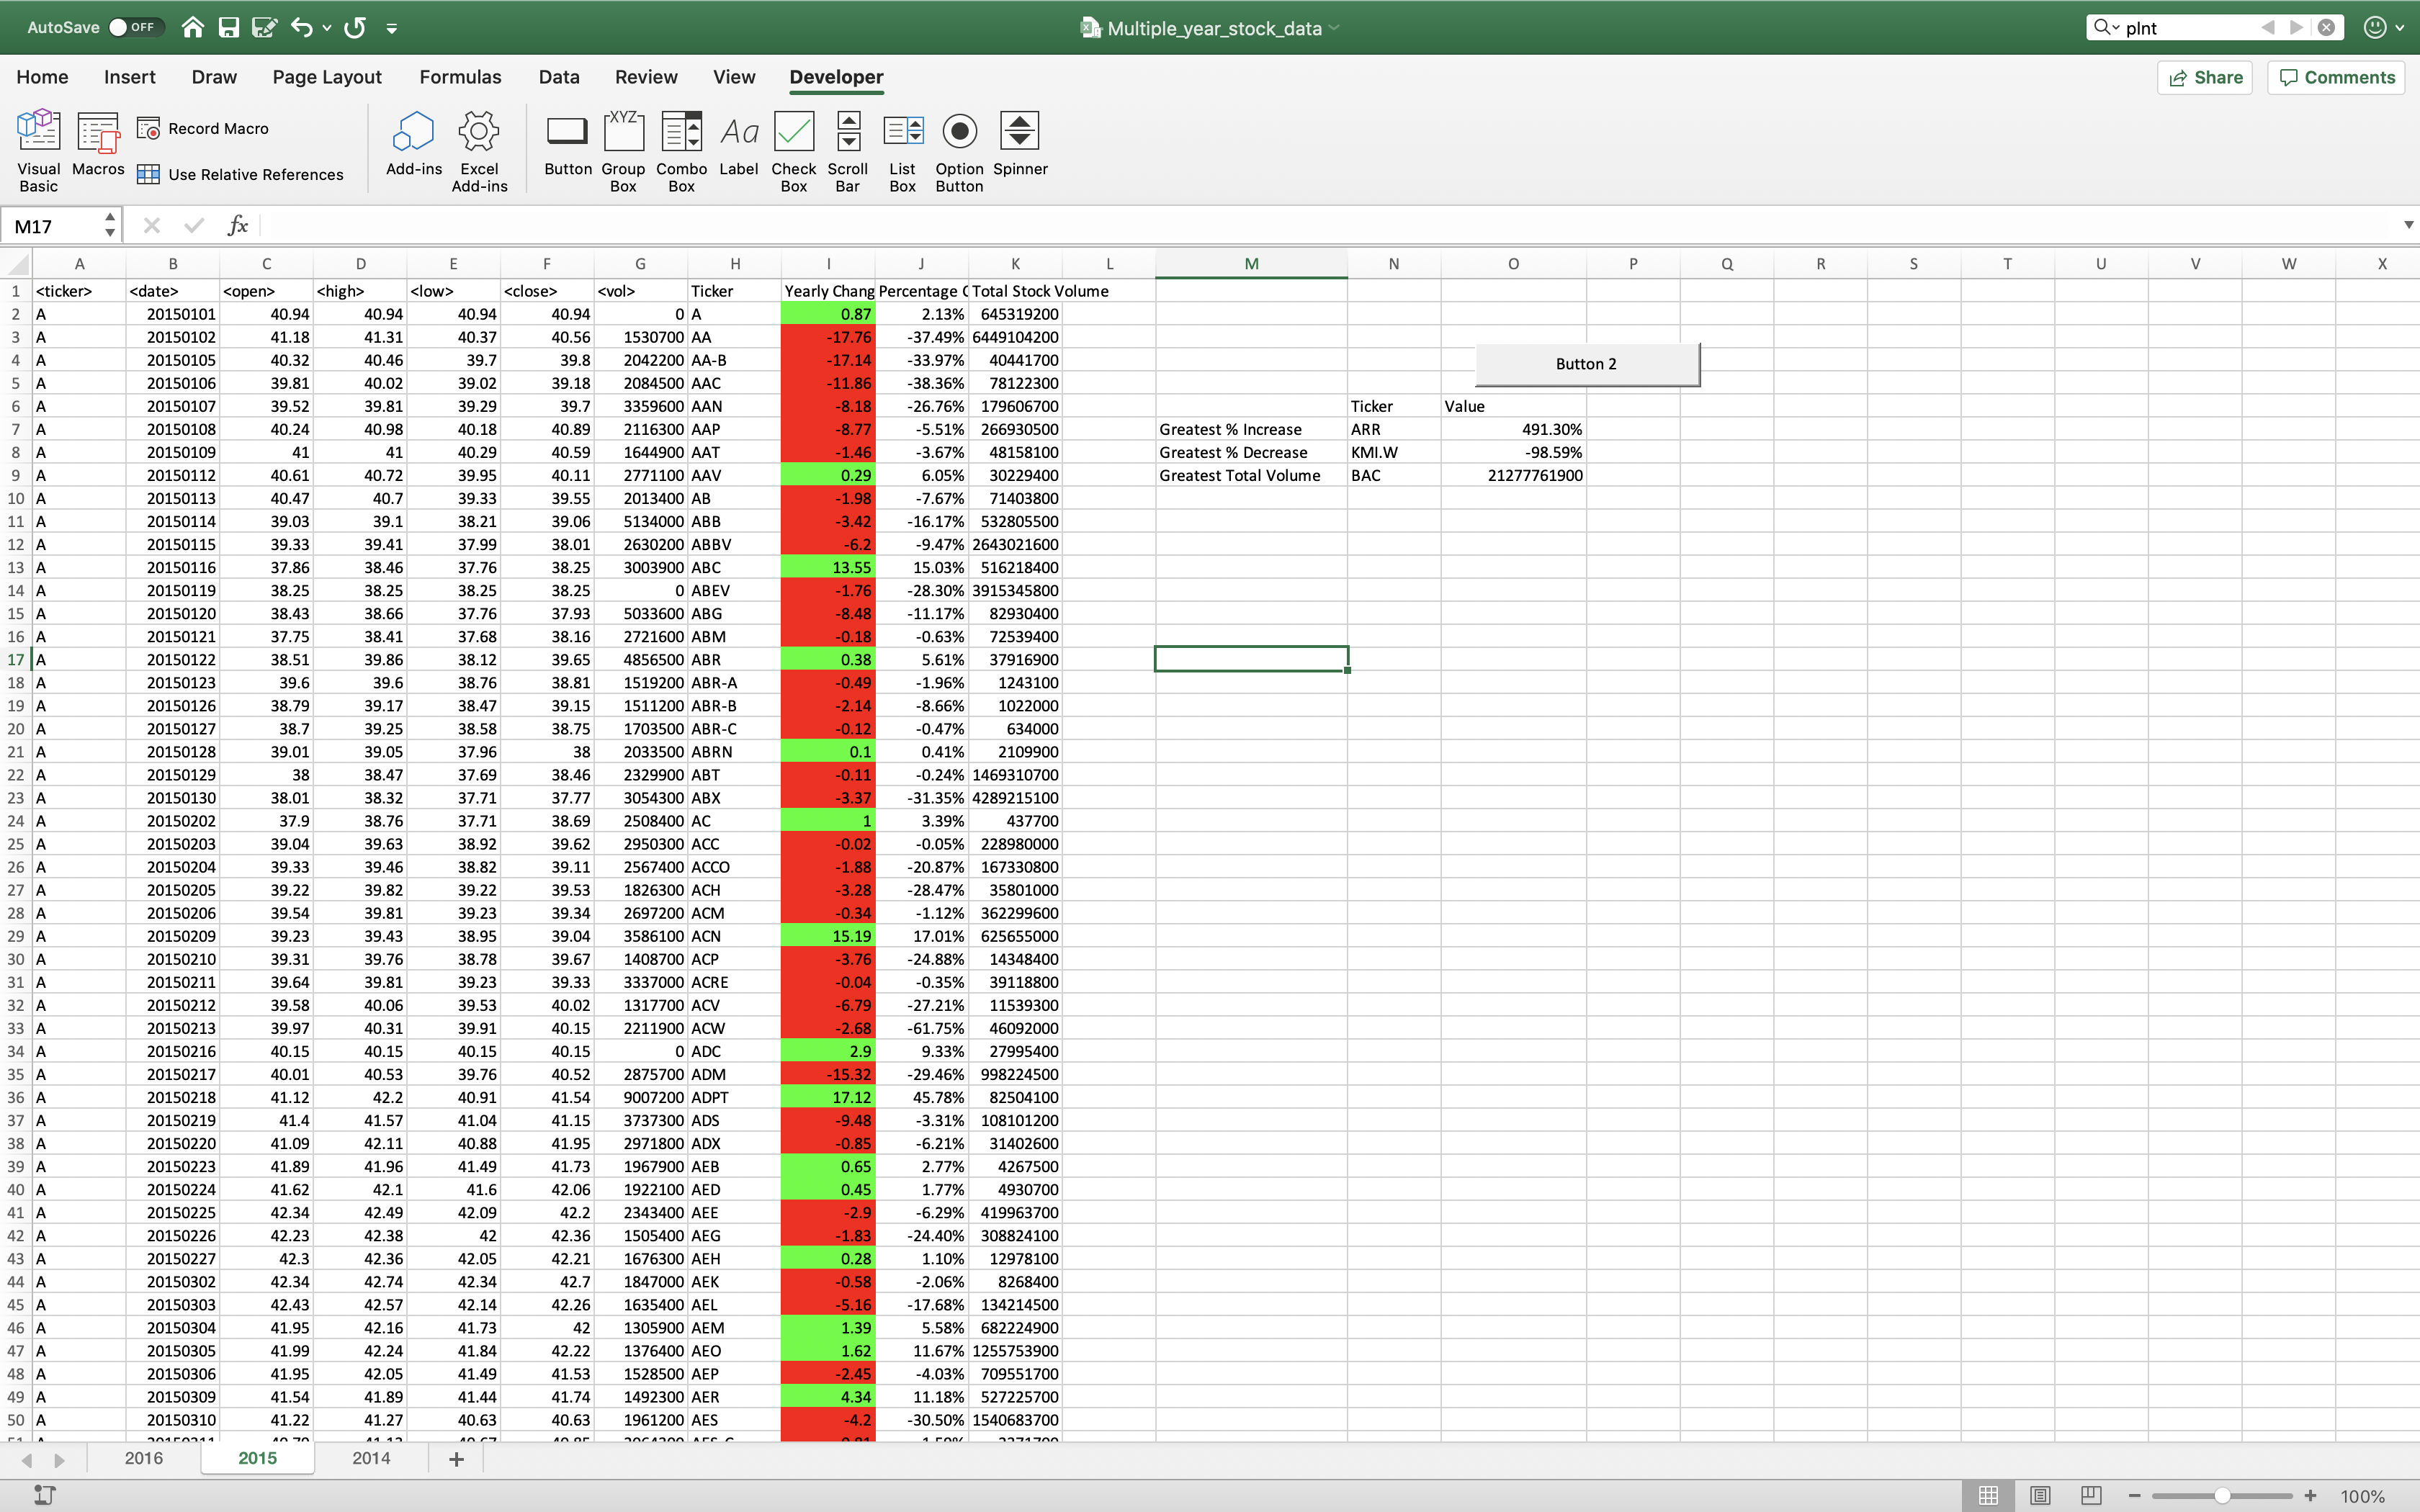 AutoSave OFF Multiple_year_stock_data plnt
Home Insert Draw Page Layout Formulas Data Review View Developer Share Comments
Visual Basic Macros Record Macro Use Relative References Add-ins Excel Add-ins Button Group Box Combo Box Label Check Box Scroll Bar List Box Option Button Spinner
M17 fx
A B C D E F G H I J K L M N O P Q R S T U V W X
1 <ticker> <date> <open> <high> <low> <close> <vol> Ticker Yearly Chang Percentage C Total Stock Volume
2 A 20150101 40.94 40.94 40.94 40.94 0 A 0.87 2.13% 645319200
3 A 20150102 41.18 41.31 40.37 40.56 1530700 AA -17.76 -37.49% 6449104200
4 A 20150105 40.32 40.46 39.7 39.8 2042200 AA-B -17.14 -33.97% 40441700 Button 2
5 A 20150106 39.81 40.02 39.02 39.18 2084500 AAC -11.86 -38.36% 78122300
6 A 20150107 39.52 39.81 39.29 39.7 3359600 AAN -8.18 -26.76% 179606700 Ticker Value
7 A 20150108 40.24 40.98 40.18 40.89 2116300 AAP -8.77 -5.51% 266930500 Greatest % Increase ARR 491.30%
8 A 20150109 41 41 40.29 40.59 1644900 AAT -1.46 -3.67% 48158100 Greatest % Decrease KMI.W -98.59%
9 A 20150112 40.61 40.72 39.95 40.11 2771100 AAV 0.29 6.05% 30229400 Greatest Total Volume BAC 21277761900
10 A 20150113 40.47 40.7 39.33 39.55 2013400 AB -1.98 -7.67% 71403800
11 A 20150114 39.03 39.1 38.21 39.06 5134000 ABB -3.42 -16.17% 532805500
12 A 20150115 39.33 39.41 37.99 38.01 2630200 ABBV -6.2 -9.47% 2643021600
13 A 20150116 37.86 38.46 37.76 38.25 3003900 ABC 13.55 15.03% 516218400
14 A 20150119 38.25 38.25 38.25 38.25 0 ABEV -1.76 -28.30% 3915345800
15 A 20150120 38.43 38.66 37.76 37.93 5033600 ABG -8.48 -11.17% 82930400
16 A 20150121 37.75 38.41 37.68 38.16 2721600 ABM -0.18 -0.63% 72539400
17 A 20150122 38.51 39.86 38.12 39.65 4856500 ABR 0.38 5.61% 37916900
18 A 20150123 39.6 39.6 38.76 38.81 1519200 ABR-A -0.49 -1.96% 1243100
19 A 20150126 38.79 39.17 38.47 39.15 1511200 ABR-B -2.14 -8.66% 1022000
20 A 20150127 38.7 39.25 38.58 38.75 1703500 ABR-C -0.12 -0.47% 634000
21 A 20150128 39.01 39.05 37.96 38 2033500 ABRN 0.1 0.41% 2109900
22 A 20150129 38 38.47 37.69 38.46 2329900 ABT -0.11 -0.24% 1469310700
23 A 20150130 38.01 38.32 37.71 37.77 3054300 ABX -3.37 -31.35% 4289215100
24 A 20150202 37.9 38.76 37.71 38.69 2508400 AC 1 3.39% 437700
25 A 20150203 39.04 39.63 38.92 39.62 2950300 ACC -0.02 -0.05% 228980000
26 A 20150204 39.33 39.46 38.82 39.11 2567400 ACCO -1.88 -20.87% 167330800
27 A 20150205 39.22 39.82 39.22 39.53 1826300 ACH -3.28 -28.47% 35801000
28 A 20150206 39.54 39.81 39.23 39.34 2697200 ACM -0.34 -1.12% 362299600
29 A 20150209 39.23 39.43 38.95 39.04 3586100 ACN 15.19 17.01% 625655000
30 A 20150210 39.31 39.76 38.78 39.67 1408700 ACP -3.76 -24.88% 14348400
31 A 20150211 39.64 39.81 39.23 39.33 3337000 ACRE -0.04 -0.35% 39118800
32 A 20150212 39.58 40.06 39.53 40.02 1317700 ACV -6.79 -27.21% 11539300
33 A 20150213 39.97 40.31 39.91 40.15 2211900 ACW -2.68 -61.75% 46092000
34 A 20150216 40.15 40.15 40.15 40.15 0 ADC 2.9 9.33% 27995400
35 A 20150217 40.01 40.53 39.76 40.52 2875700 ADM -15.32 -29.46% 998224500
36 A 20150218 41.12 42.2 40.91 41.54 9007200 ADPT 17.12 45.78% 82504100
37 A 20150219 41.4 41.57 41.04 41.15 3737300 ADS -9.48 -3.31% 108101200
38 A 20150220 41.09 42.11 40.88 41.95 2971800 ADX -0.85 -6.21% 31402600
39 A 20150223 41.89 41.96 41.49 41.73 1967900 AEB 0.65 2.77% 4267500
40 A 20150224 41.62 42.1 41.6 42.06 1922100 AED 0.45 1.77% 4930700
41 A 20150225 42.34 42.49 42.09 42.2 2343400 AEE -2.9 -6.29% 419963700
42 A 20150226 42.23 42.38 42 42.36 1505400 AEG -1.83 -24.40% 308824100
43 A 20150227 42.3 42.36 42.05 42.21 1676300 AEH 0.28 1.10% 12978100
44 A 20150302 42.34 42.74 42.34 42.7 1847000 AEK -0.58 -2.06% 8268400
45 A 20150303 42.43 42.57 42.14 42.26 1635400 AEL -5.16 -17.68% 134214500
46 A 20150304 41.95 42.16 41.73 42 1305900 AEM 1.39 5.58% 682224900
47 A 20150305 41.99 42.24 41.84 42.22 1376400 AEO 1.62 11.67% 1255753900
48 A 20150306 41.95 42.05 41.49 41.53 1528500 AEP -2.45 -4.03% 709551700
49 A 20150309 41.54 41.89 41.44 41.74 1492300 AER 4.34 11.18% 527225700
50 A 20150310 41.22 41.27 40.63 40.63 1961200 AES -4.2 -30.50% 1540683700
2016 2015 2014 +
100%